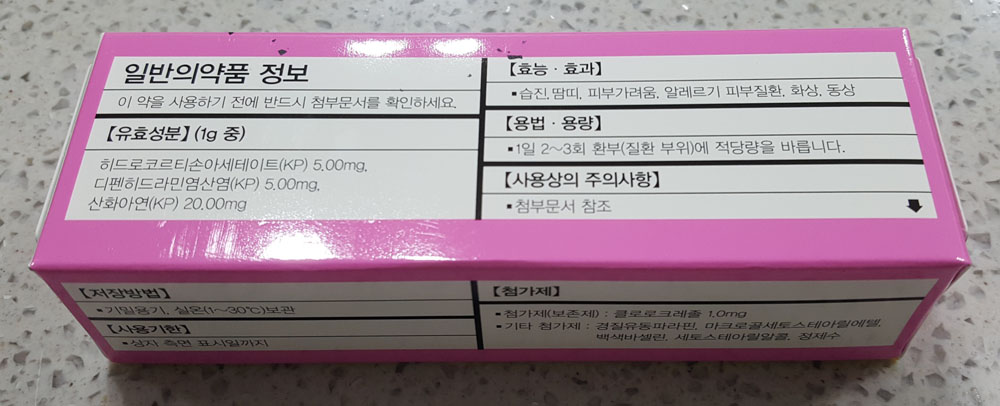 일반의약품 정보
이 약을 사용하기 전에 반드시 첨부문서를 확인하세요.
【유효성분】 (1g 중)
히드로코르티손아세테이트(KP) 5.00mg,
디펜히드라민염산염(KP) 5.00mg,
산화아연(KP) 20.00mg
【효능·효과】
▪습진,땀띠, 피부가려움, 알레르기 피부질환, 화상, 동상
【용법·용량】
▪1일 2~3회 환부(질환 부위)에 적당량을 바릅니다.
【사용상의 주의사항】
▪첨부문서 참조
【저장방법】
▪기밀용기, 실온(1~30℃)보관
【사용기한】
▪상자 측면 표시일까지
【첨가제】
▪첨가제(보존제) : 클로로크레졸 1.0mg
▪기타 첨가제 : 경질유동파라핀, 마크로골세토스테아릴에텔,
백색바셀린, 세토스테아릴알콜, 정제수